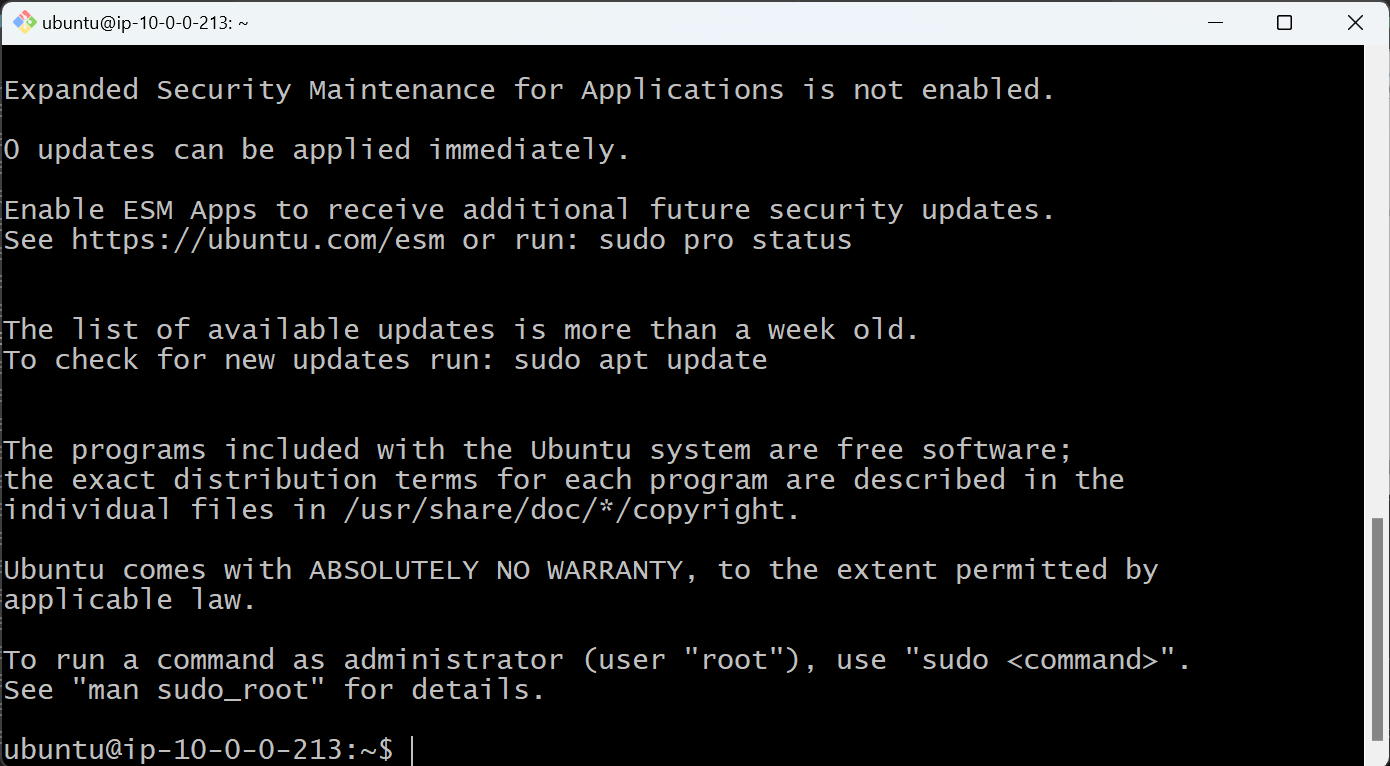 ubuntu@ip-10-0-0-213: ~
Expanded Security Maintenance for Applications is not enabled.
0 updates can be applied immediately.
Enable ESM Apps to receive additional future security updates.
See https://ubuntu.com/esm or run: sudo pro status
The list of available updates is more than a week old.
To check for new updates run: sudo apt update
The programs included with the Ubuntu system are free software;
the exact distribution terms for each program are described in the
individual files in /usr/share/doc/*/copyright.
Ubuntu comes with ABSOLUTELY NO WARRANTY, to the extent permitted by
applicable law.
To run a command as administrator (user "root"), use "sudo <command>".
See "man sudo_root" for details.
ubuntu@ip-10-0-0-213:~$